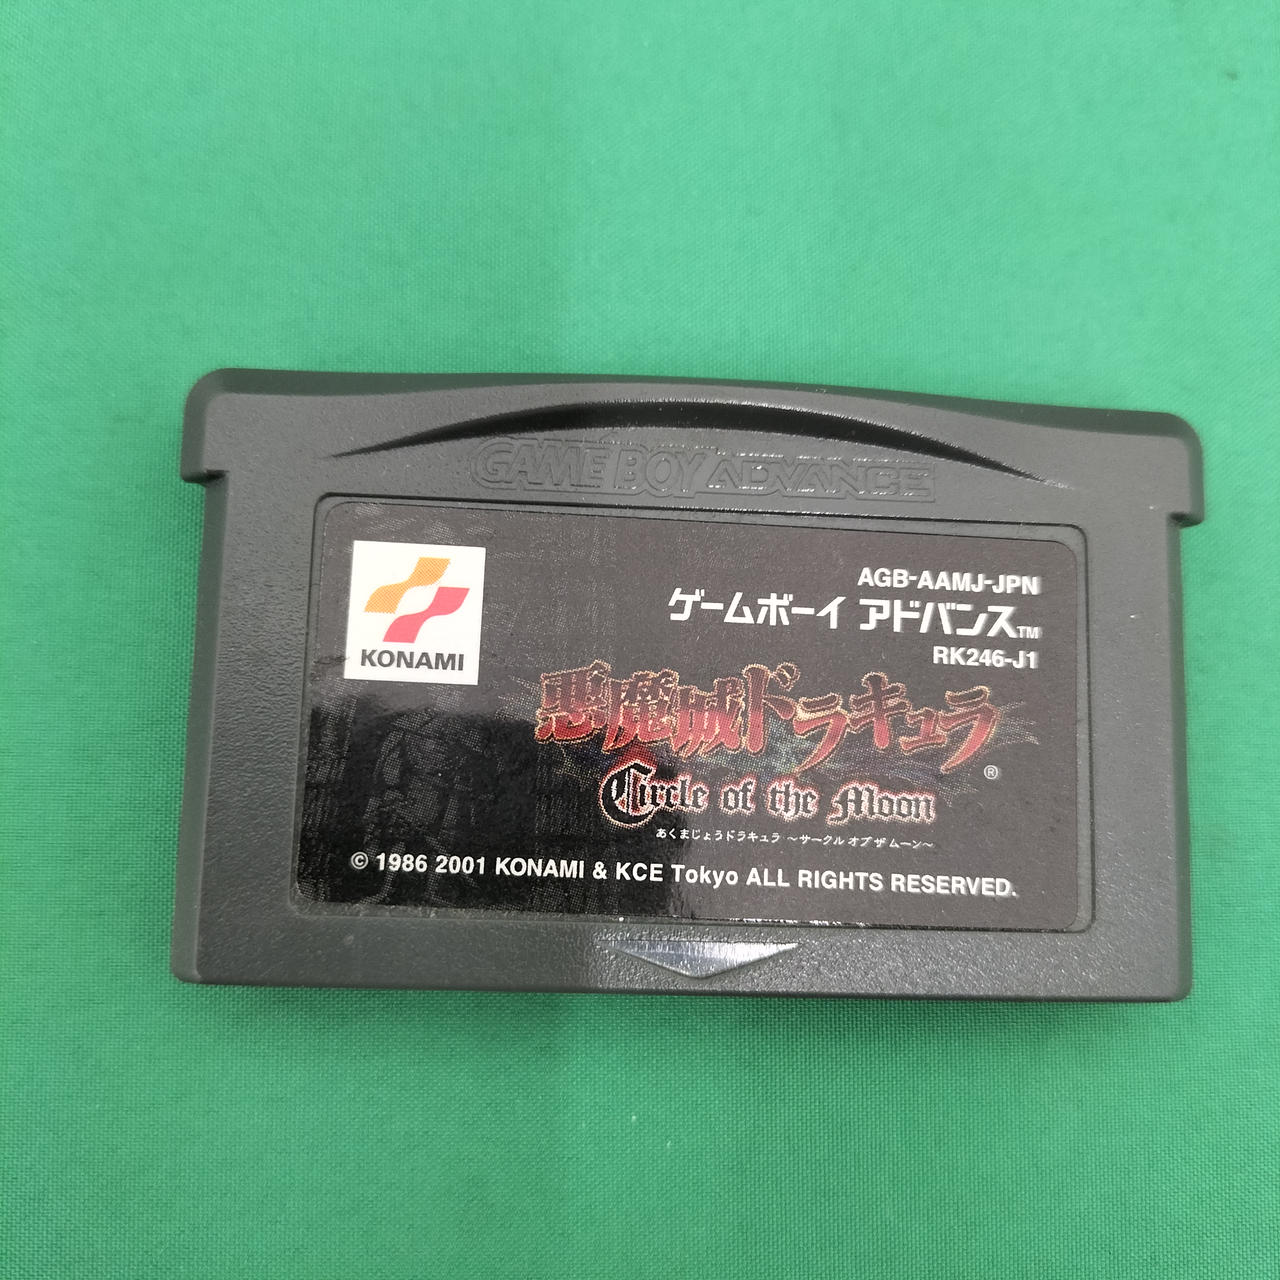 GAME BOY ADVANCE
KONAMI
AGB-AAMJ-JPN
ゲームボーイ アドバンス™
RK246-J1
悪魔城ドラキュラ®
Circle of the Moon
あくまじょうドラキュラ ～サークル オブ ザ ムーン～
© 1986 2001 KONAMI & KCE Tokyo ALL RIGHTS RESERVED.